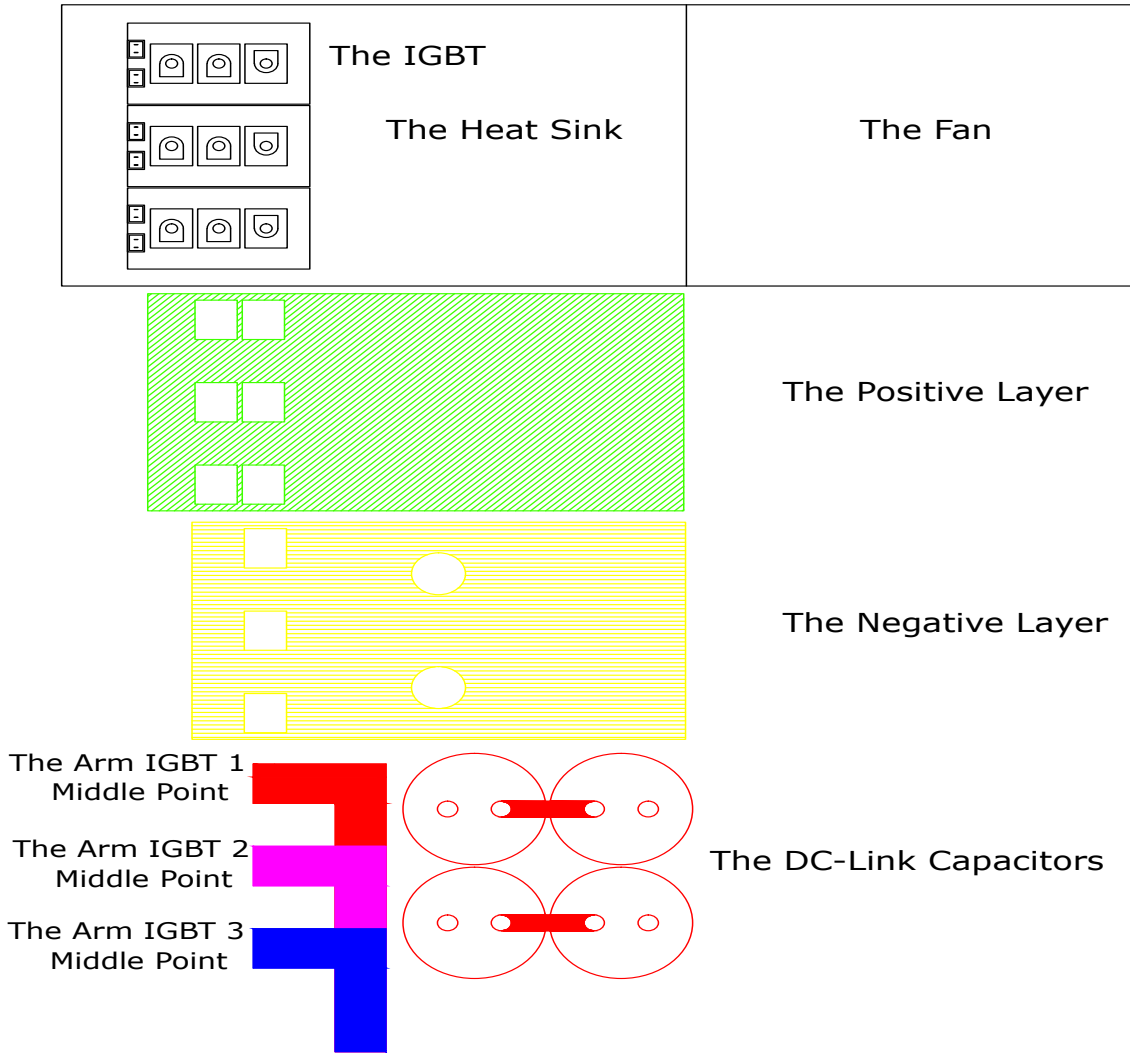 The IGBT
The Heat Sink
The Fan
The Positive Layer
The Negative Layer
The Arm IGBT 1
Middle Point
The Arm IGBT 2
Middle Point
The DC-Link Capacitors
The Arm IGBT 3
Middle Point